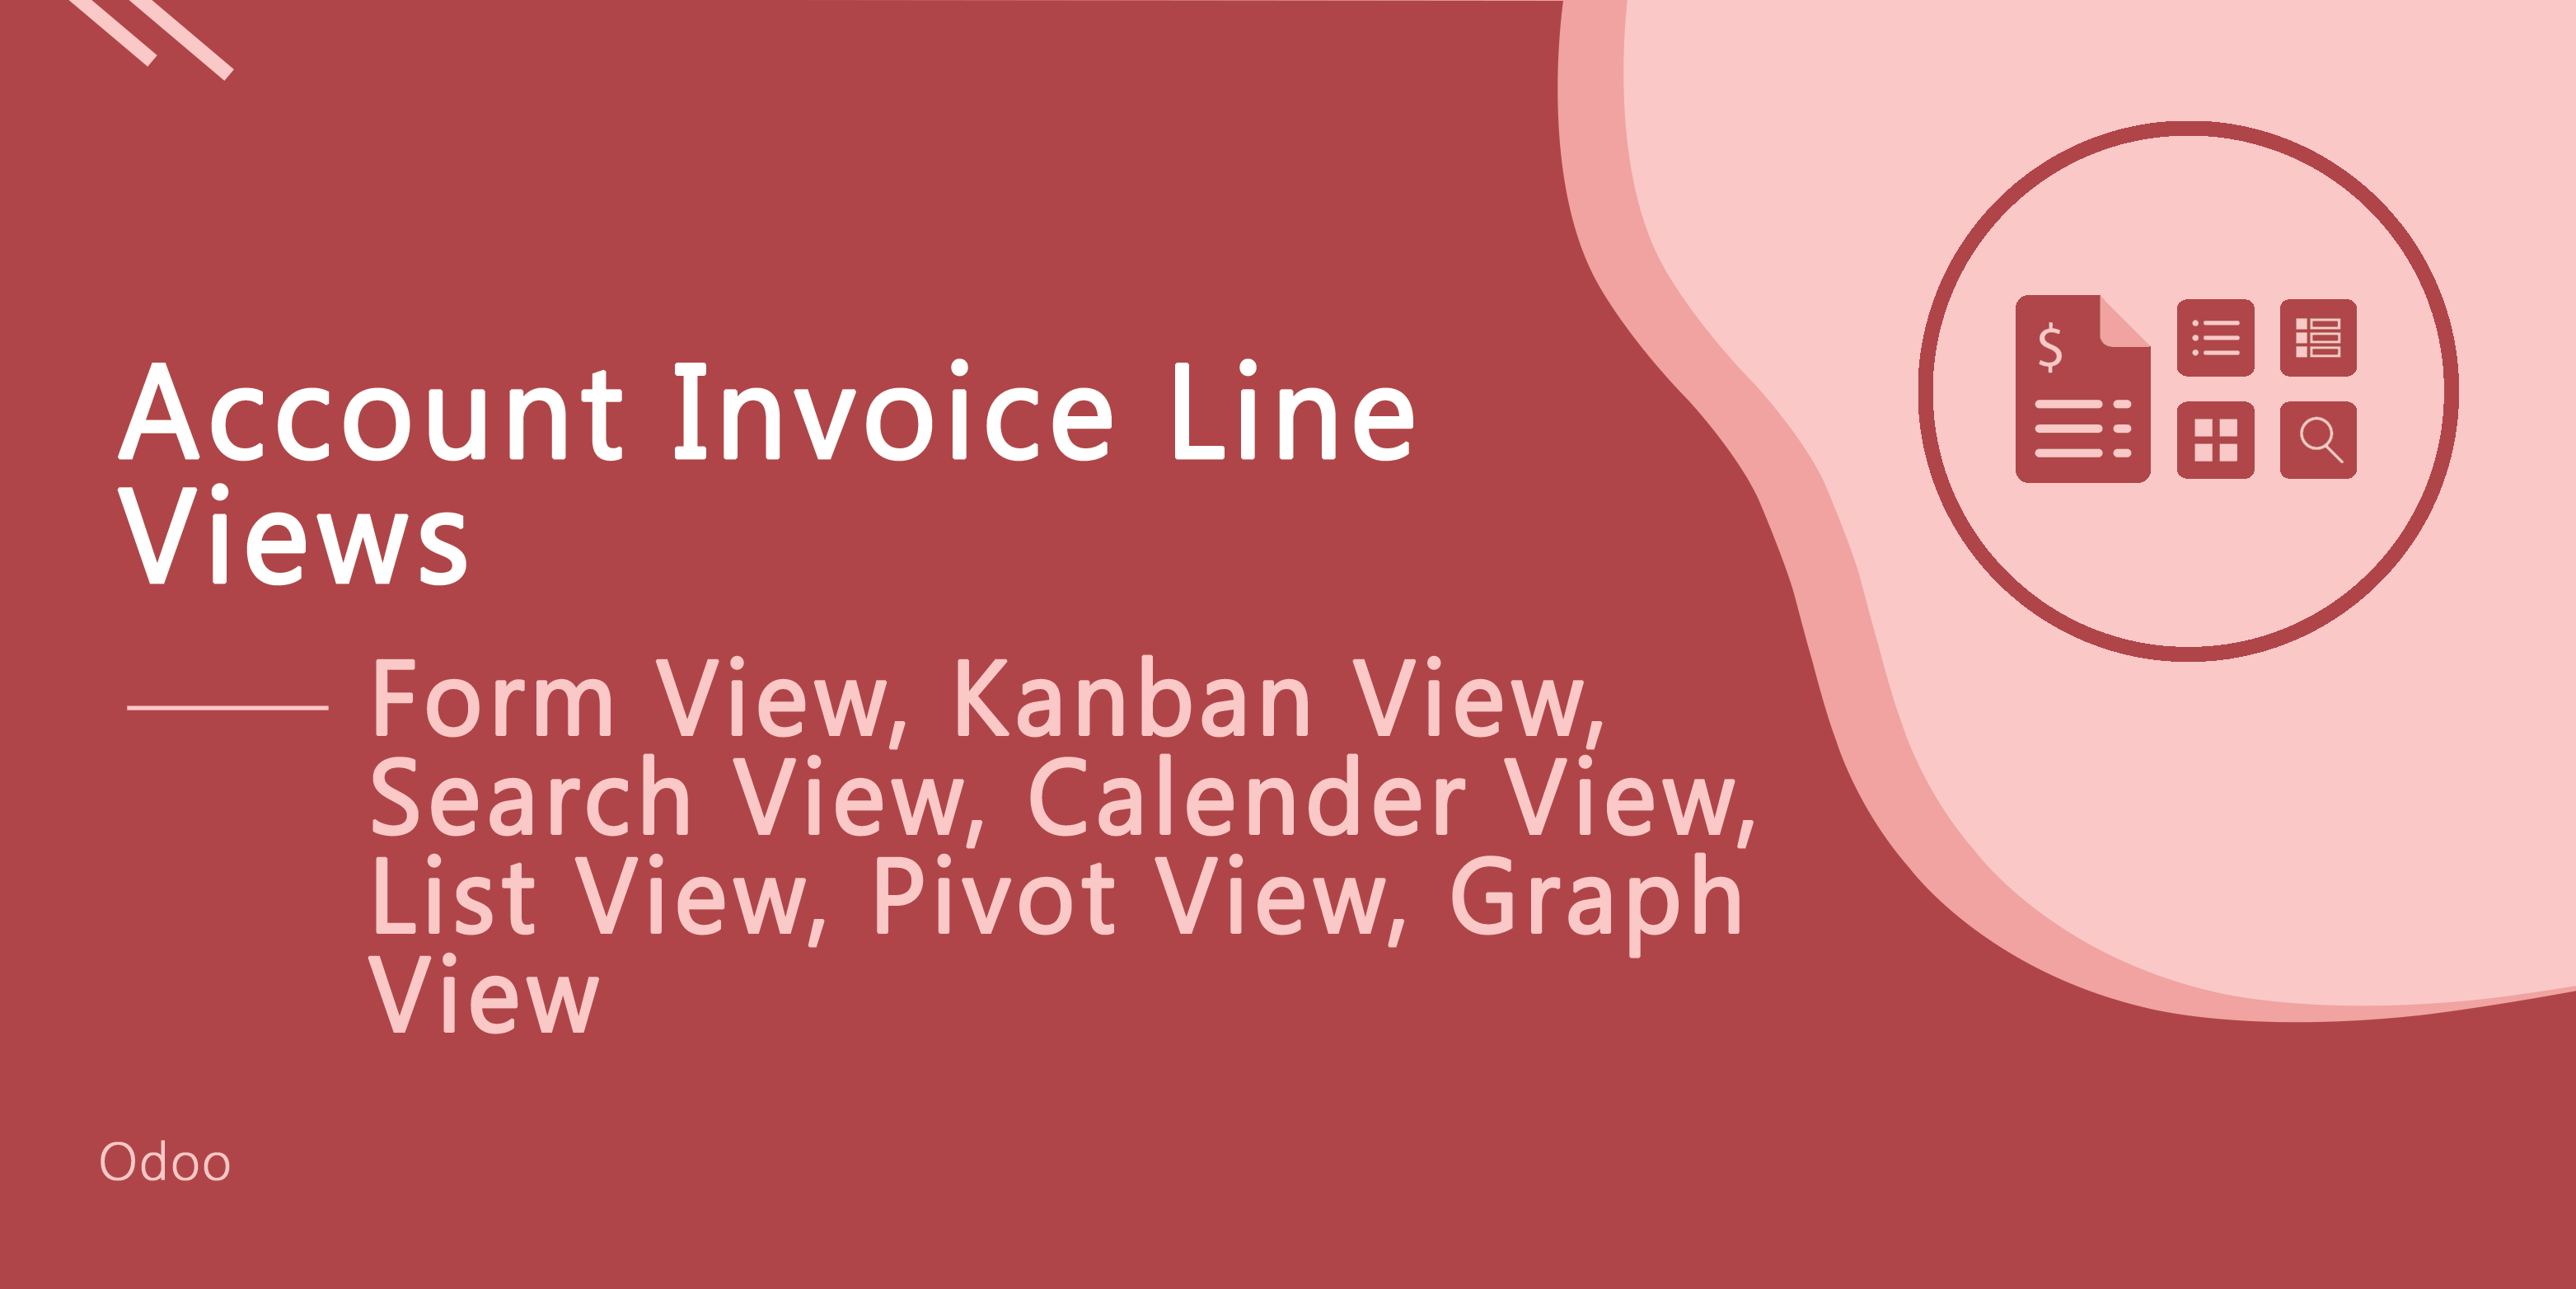 Account Invoice Line
Views
Form View, Kanban View,
Search View, Calender View,
List View, Pivot View, Graph
View
$
Odoo